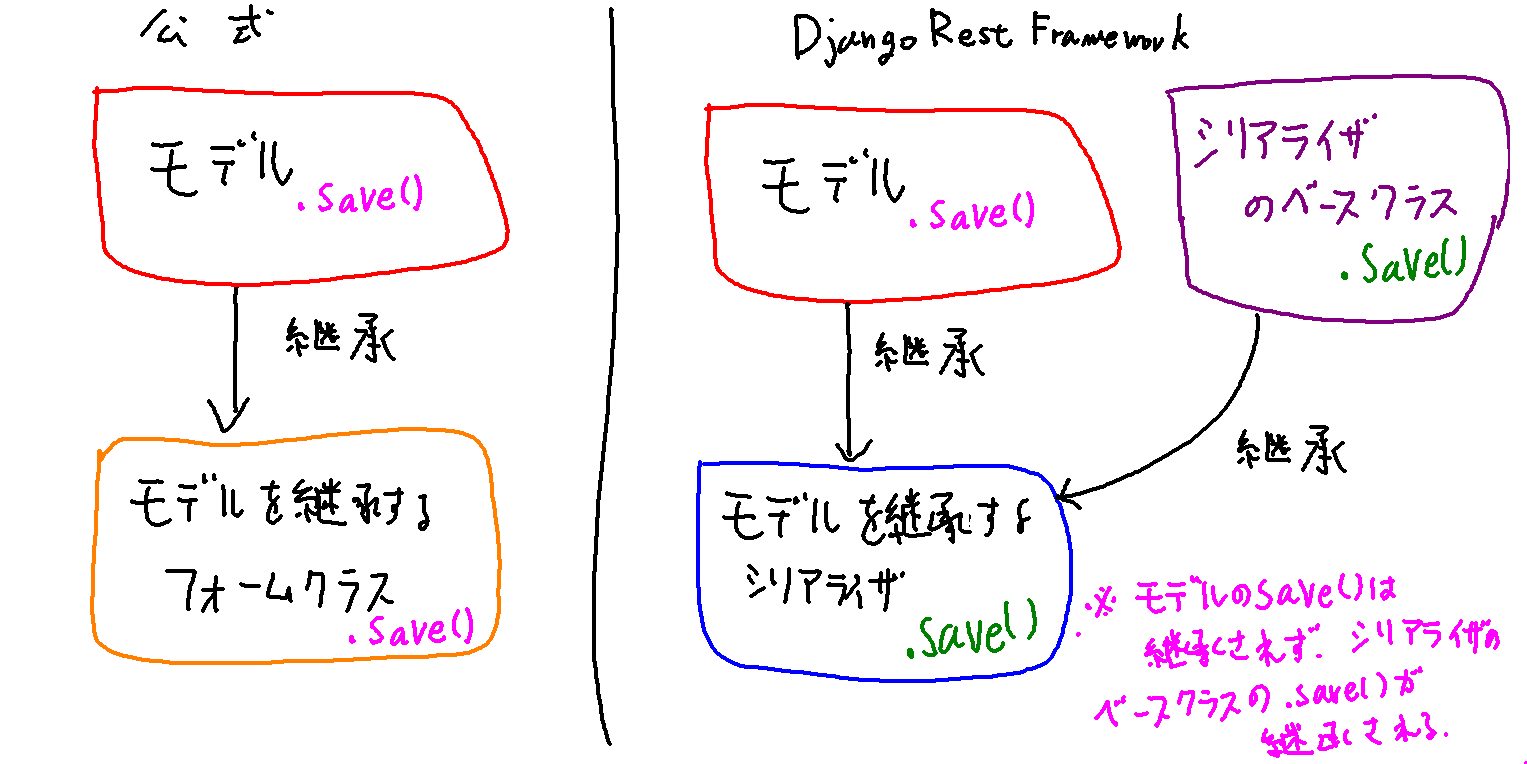 公式
モデル
.save()
継承
モデルを継承する
フォームクラス
.save()
Django Rest Framework
モデル
.save()
継承
シリアライザ
のベースクラス
.save()
継承
モデルを継承する
シリアライザ
.save()
※ モデルのsave()は
継承されず、シリアライザの
ベースクラスの.save()が
継承される.